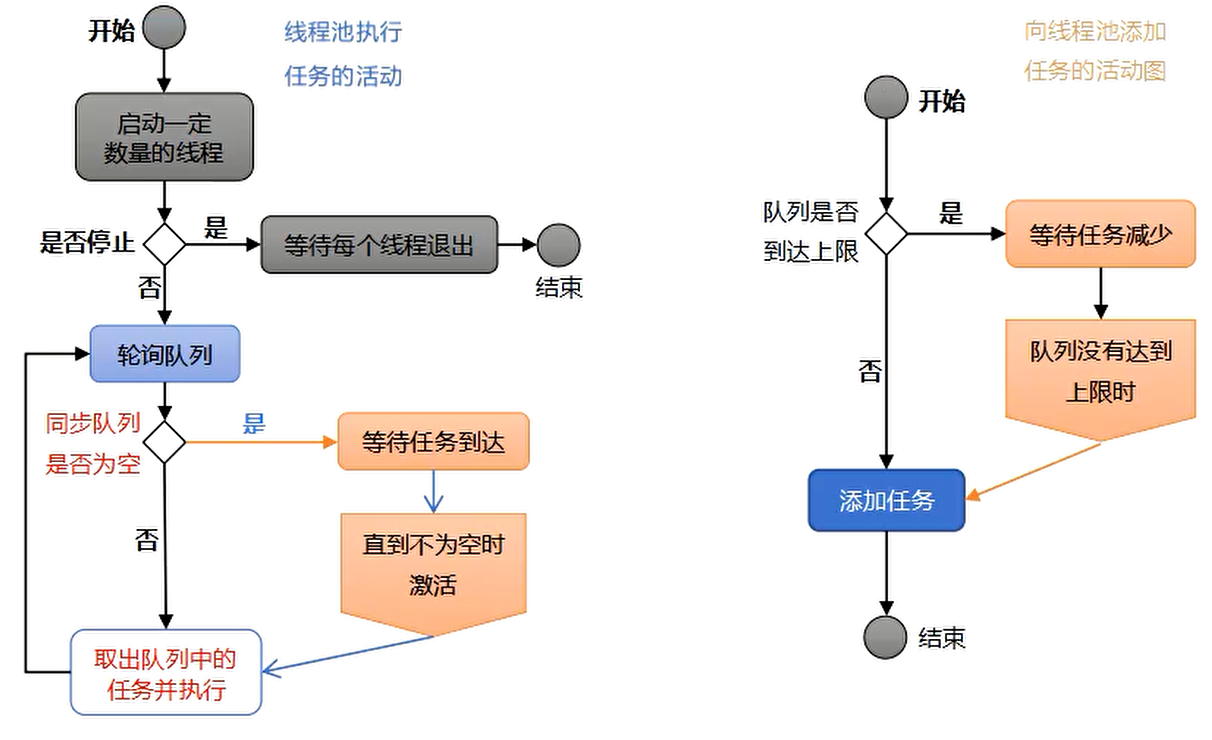 开始
线程池执行
任务的活动
启动一定
数量的线程
是否停止
是
等待每个线程退出
结束
否
轮询队列
同步队列
是否为空
是
等待任务到达
否
直到不为空时
激活
取出队列中的
任务并执行
向线程池添加
任务的活动图
开始
队列是否
到达上限
是
等待任务减少
队列没有达到
上限时
否
添加任务
结束